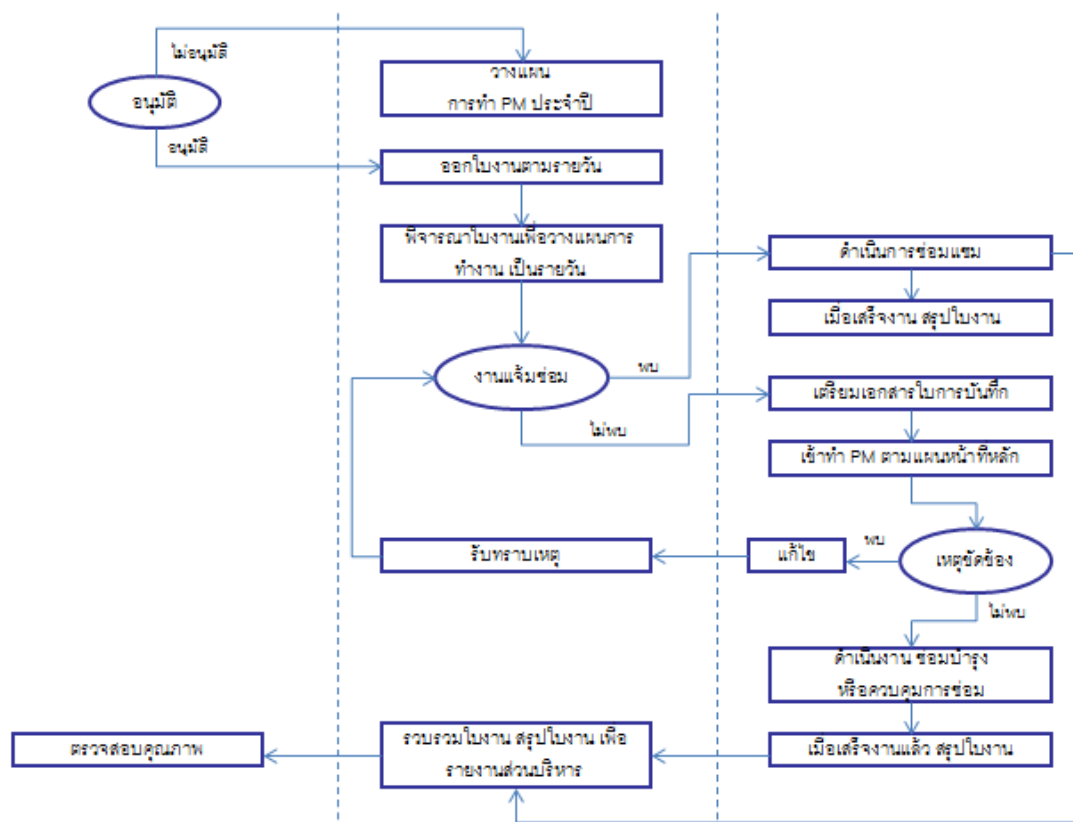 ไม่อนุมัติ
วางแผน
การทำ PM ประจำปี
อนุมัติ
อนุมัติ
ออกใบงานตามรายวัน
พิจารณาใบงานเพื่อวางแผนการ
ทำงาน เป็นรายวัน
ดำเนินการซ่อมแซม
เมื่อเสร็จงาน สรุปใบงาน
งานแจ้มซ่อม
พบ
ไม่พบ
เตรียมเอกสารใบการบันทึก
เข้าทำ PM ตามแผนหน้าที่หลัก
รับทราบเหตุ
แก้ไข
พบ
เหตุขัดข้อง
ไม่พบ
ดำเนินงาน ซ่อมบำรุง
หรือควบคุมการซ่อม
ตรวจสอบคุณภาพ
รวบรวมใบงาน สรุปใบงาน เพื่อ
รายงานส่วนบริหาร
เมื่อเสร็จงานแล้ว สรุปใบงาน